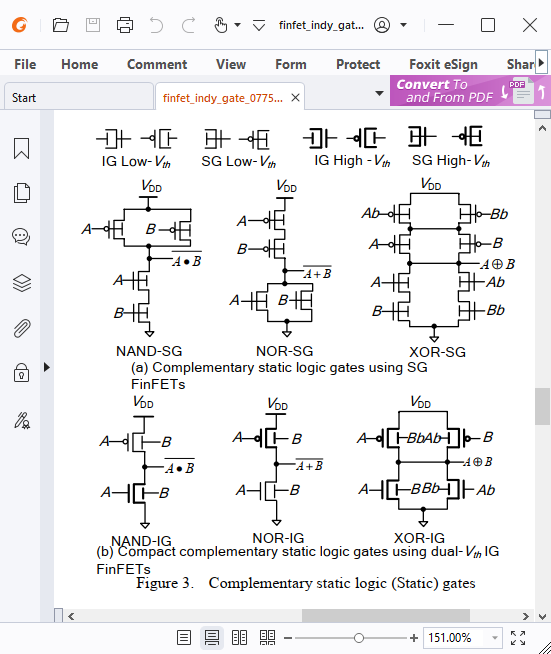 finfet_indy_gat...
File Home Comment View Form Protect Foxit eSign Shar
Start
finfet_indy_gate_0775...
Convert To
and From PDF
PDF
IG Low-Vth SG Low-Vth IG High -Vth SG High-Vth
VDD VDD VDD
A B A Ab Bb
B A B
A•B A+B A⊕B
A A B A Ab
B B Bb
NAND-SG NOR-SG XOR-SG
(a) Complementary static logic gates using SG
FinFETs
VDD VDD VDD
A B A B A BbAb B
A•B A+B A⊕B
A B A B A BBb Ab
NAND-IG NOR-IG XOR-IG
(b) Compact complementary static logic gates using dual-Vth IG
FinFETs
Figure 3. Complementary static logic (Static) gates
151.00%